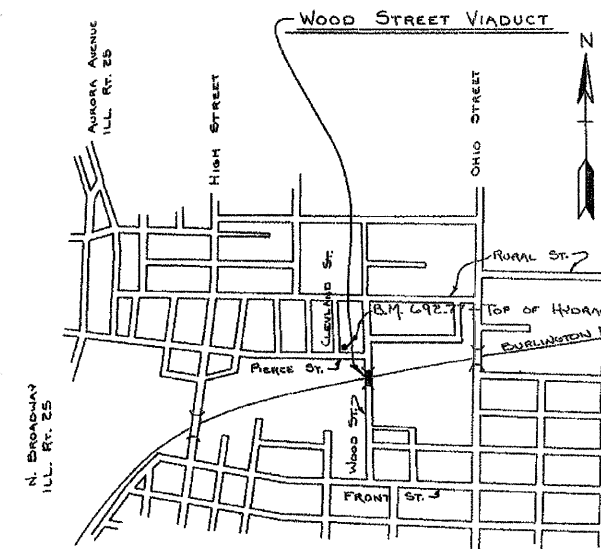 WOOD STREET VIADUCT
N
AURORA AVENUE
ILL. RT. 25
HIGH STREET
OHIO STREET
RURAL ST.
CLEVELAND ST.
B.M. 692.77 - TOP OF HYDRA
BURLINGTON
PIERCE ST.
WOOD ST.
N. BROADWAY
ILL. RT. 25
FRONT ST.